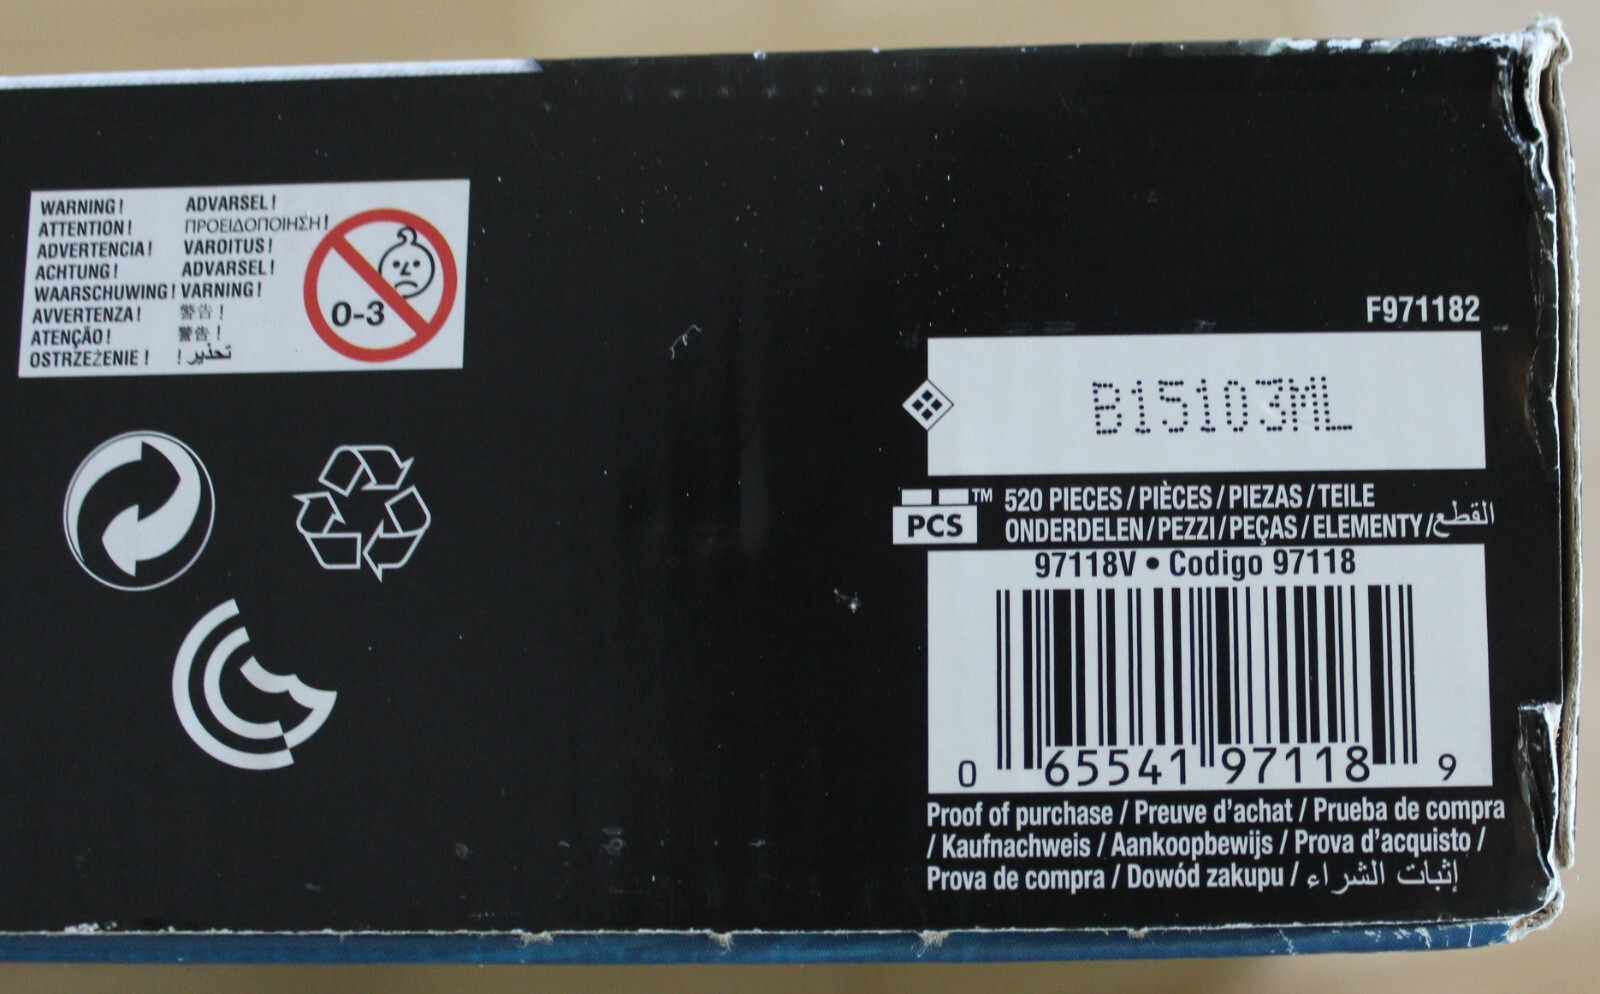 WARNING!
ATTENTION!
ADVERTENCIA!
ACHTUNG!
WAARSCHUWING!
AVVERTENZA!
ATENÇÃO!
OSTRZEŻENIE!
ADVARSEL!
ΠΡΟΕΙΔΟΠΟΙΗΣΗ!
VAROITUS!
ADVARSEL!
VARNING!
警告!
警告!
تحذير!
0-3
F971182
B15103ML
PCS™
520 PIECES / PIÈCES / PIEZAS / TEILE
ONDERDELEN / PEZZI / PEÇAS / ELEMENTY / القطع
97118V • Codigo 97118
0 65541 97118 9
Proof of purchase / Preuve d'achat / Prueba de compra
/ Kaufnachweis / Aankoopbewijs / Prova d'acquisto /
Prova de compra / Dowód zakupu / إثبات الشراء